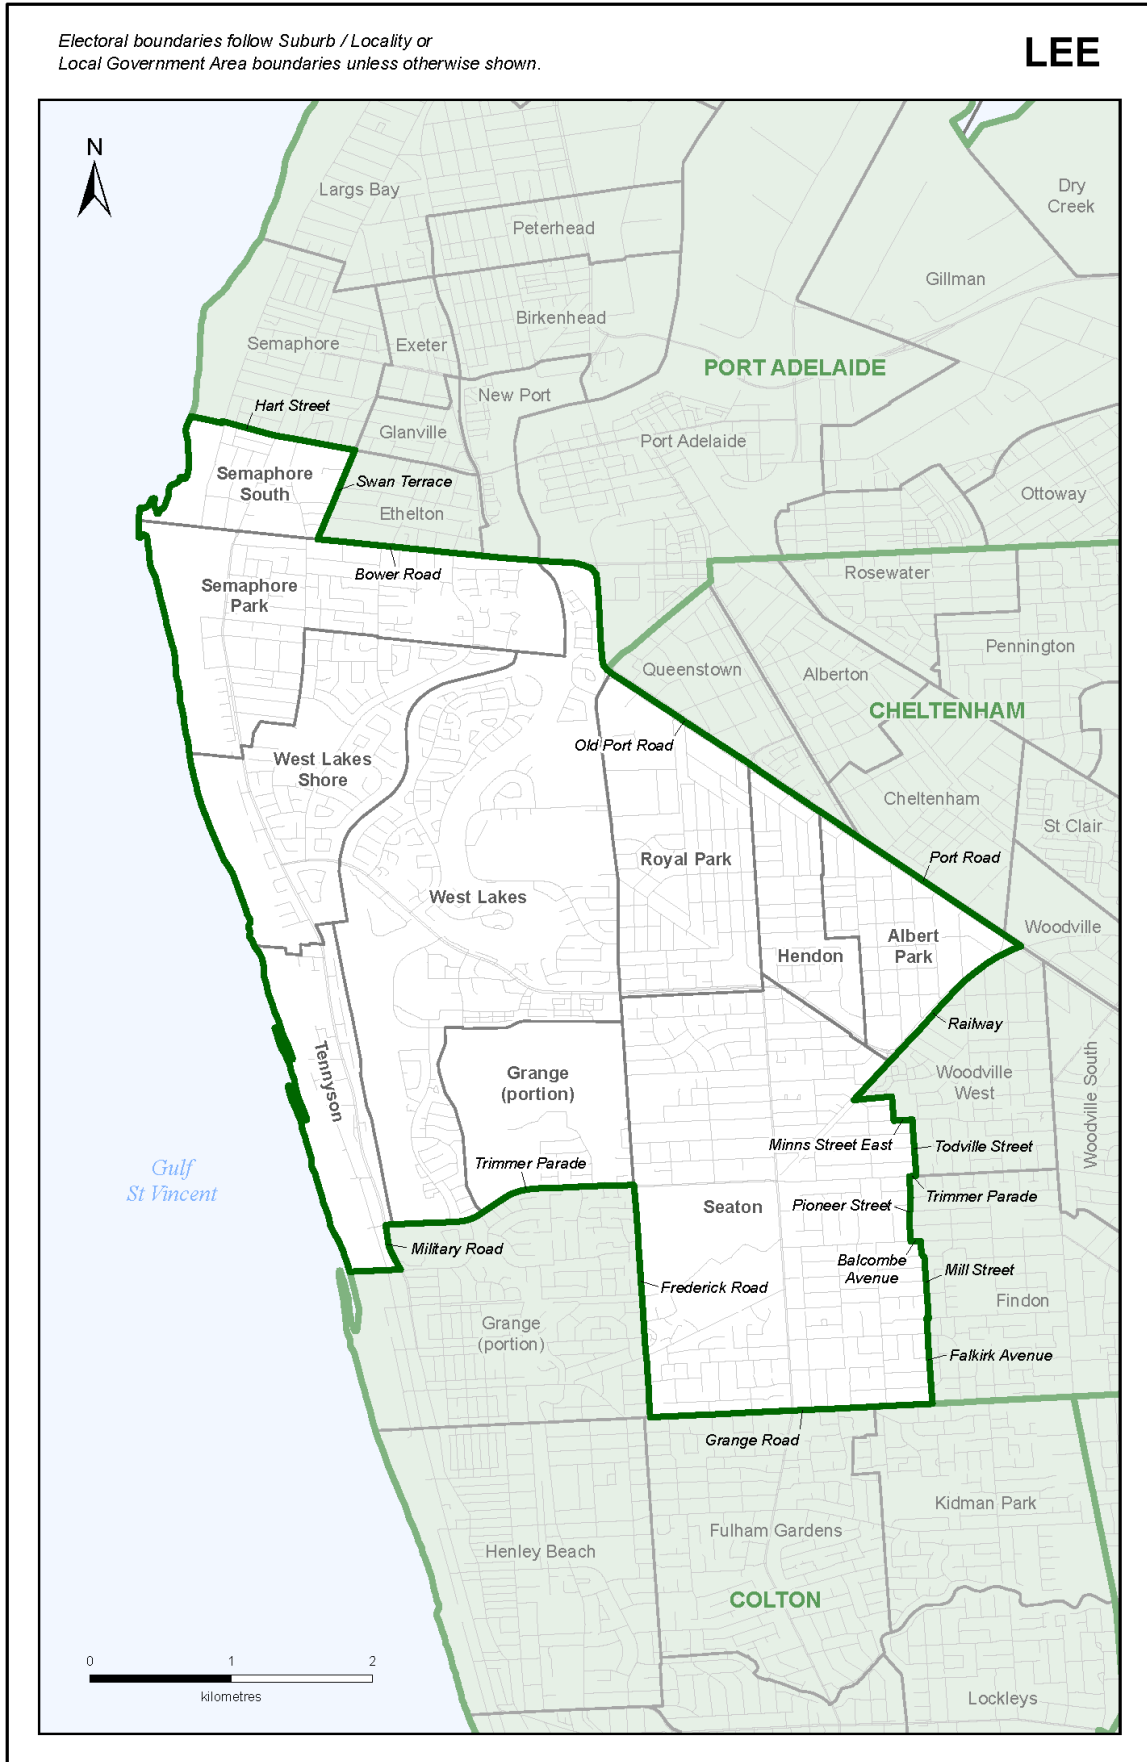 Electoral boundaries follow Suburb / Locality or
Local Government Area boundaries unless otherwise shown.
LEE
N
Largs Bay
Dry
Creek
Peterhead
Gillman
Birkenhead
Semaphore
Exeter
PORT ADELAIDE
New Port
Hart Street
Glanville
Port Adelaide
Semaphore
South
Swan Terrace
Ottoway
Ethelton
Bower Road
Rosewater
Semaphore
Park
Pennington
Queenstown
Alberton
CHELTENHAM
Old Port Road
West Lakes
Shore
Cheltenham
St Clair
Royal Park
Port Road
West Lakes
Woodville
Albert
Park
Hendon
Railway
Tennyson
Woodville
West
Woodville South
Grange
(portion)
Minns Street East
Todville Street
Gulf
St Vincent
Trimmer Parade
Trimmer Parade
Pioneer Street
Seaton
Military Road
Balcombe
Avenue
Mill Street
Frederick Road
Findon
Grange
(portion)
Falkirk Avenue
Grange Road
Kidman Park
Fulham Gardens
Henley Beach
COLTON
0 1 2
kilometres
Lockleys